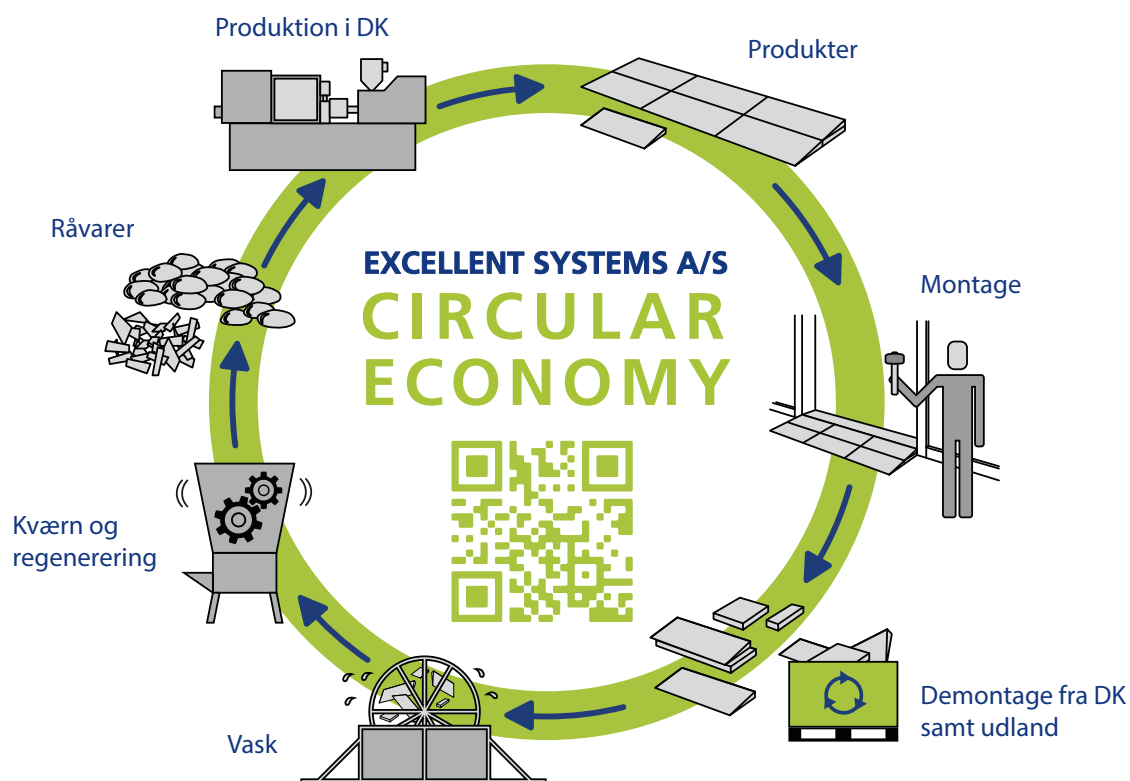 Produktion i DK
Produkter
Råvarer
EXCELLENT SYSTEMS A/S
CIRCULAR
ECONOMY
Montage
Kværn og
regenerering
Demontage fra DK
samt udland
Vask